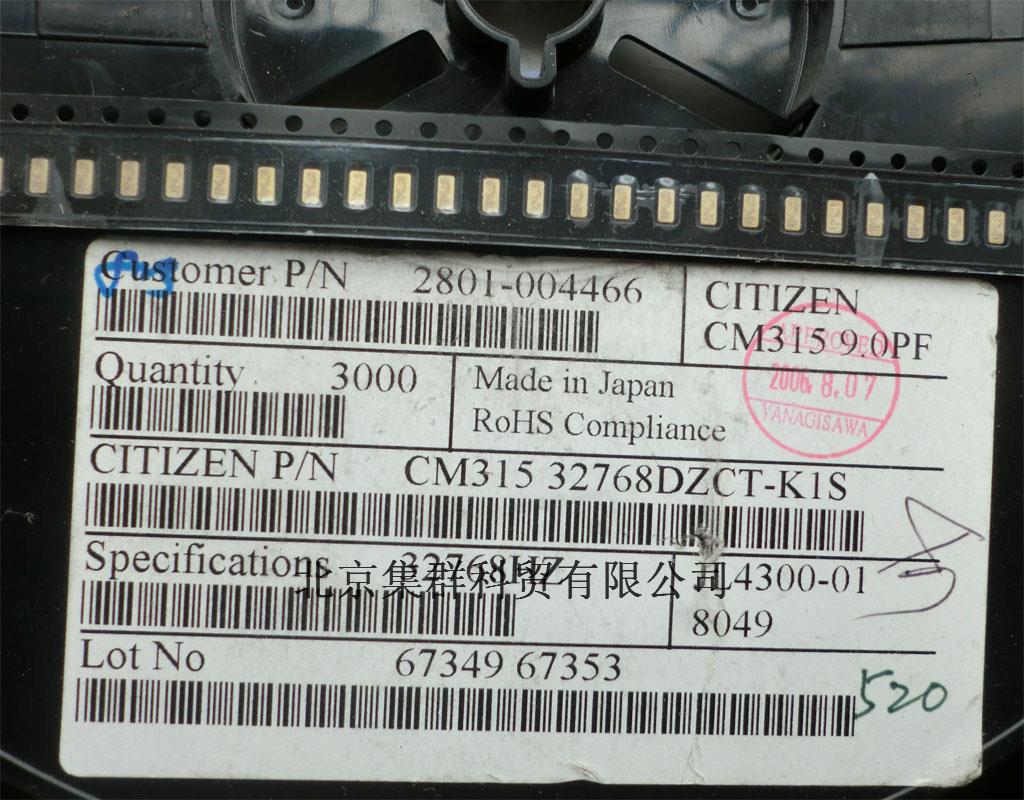 Customer P/N 2801-004466
CITIZEN
CM315 9.0PF
Quantity 3000
Made in Japan
RoHS Compliance
2006.8.07
YANAGISAWA
CITIZEN P/N CM315 32768DZCT-K1S
Specifications 32768HZ
北京集群科贸有限公司
L4300-01
8049
Lot No 67349 67353
520